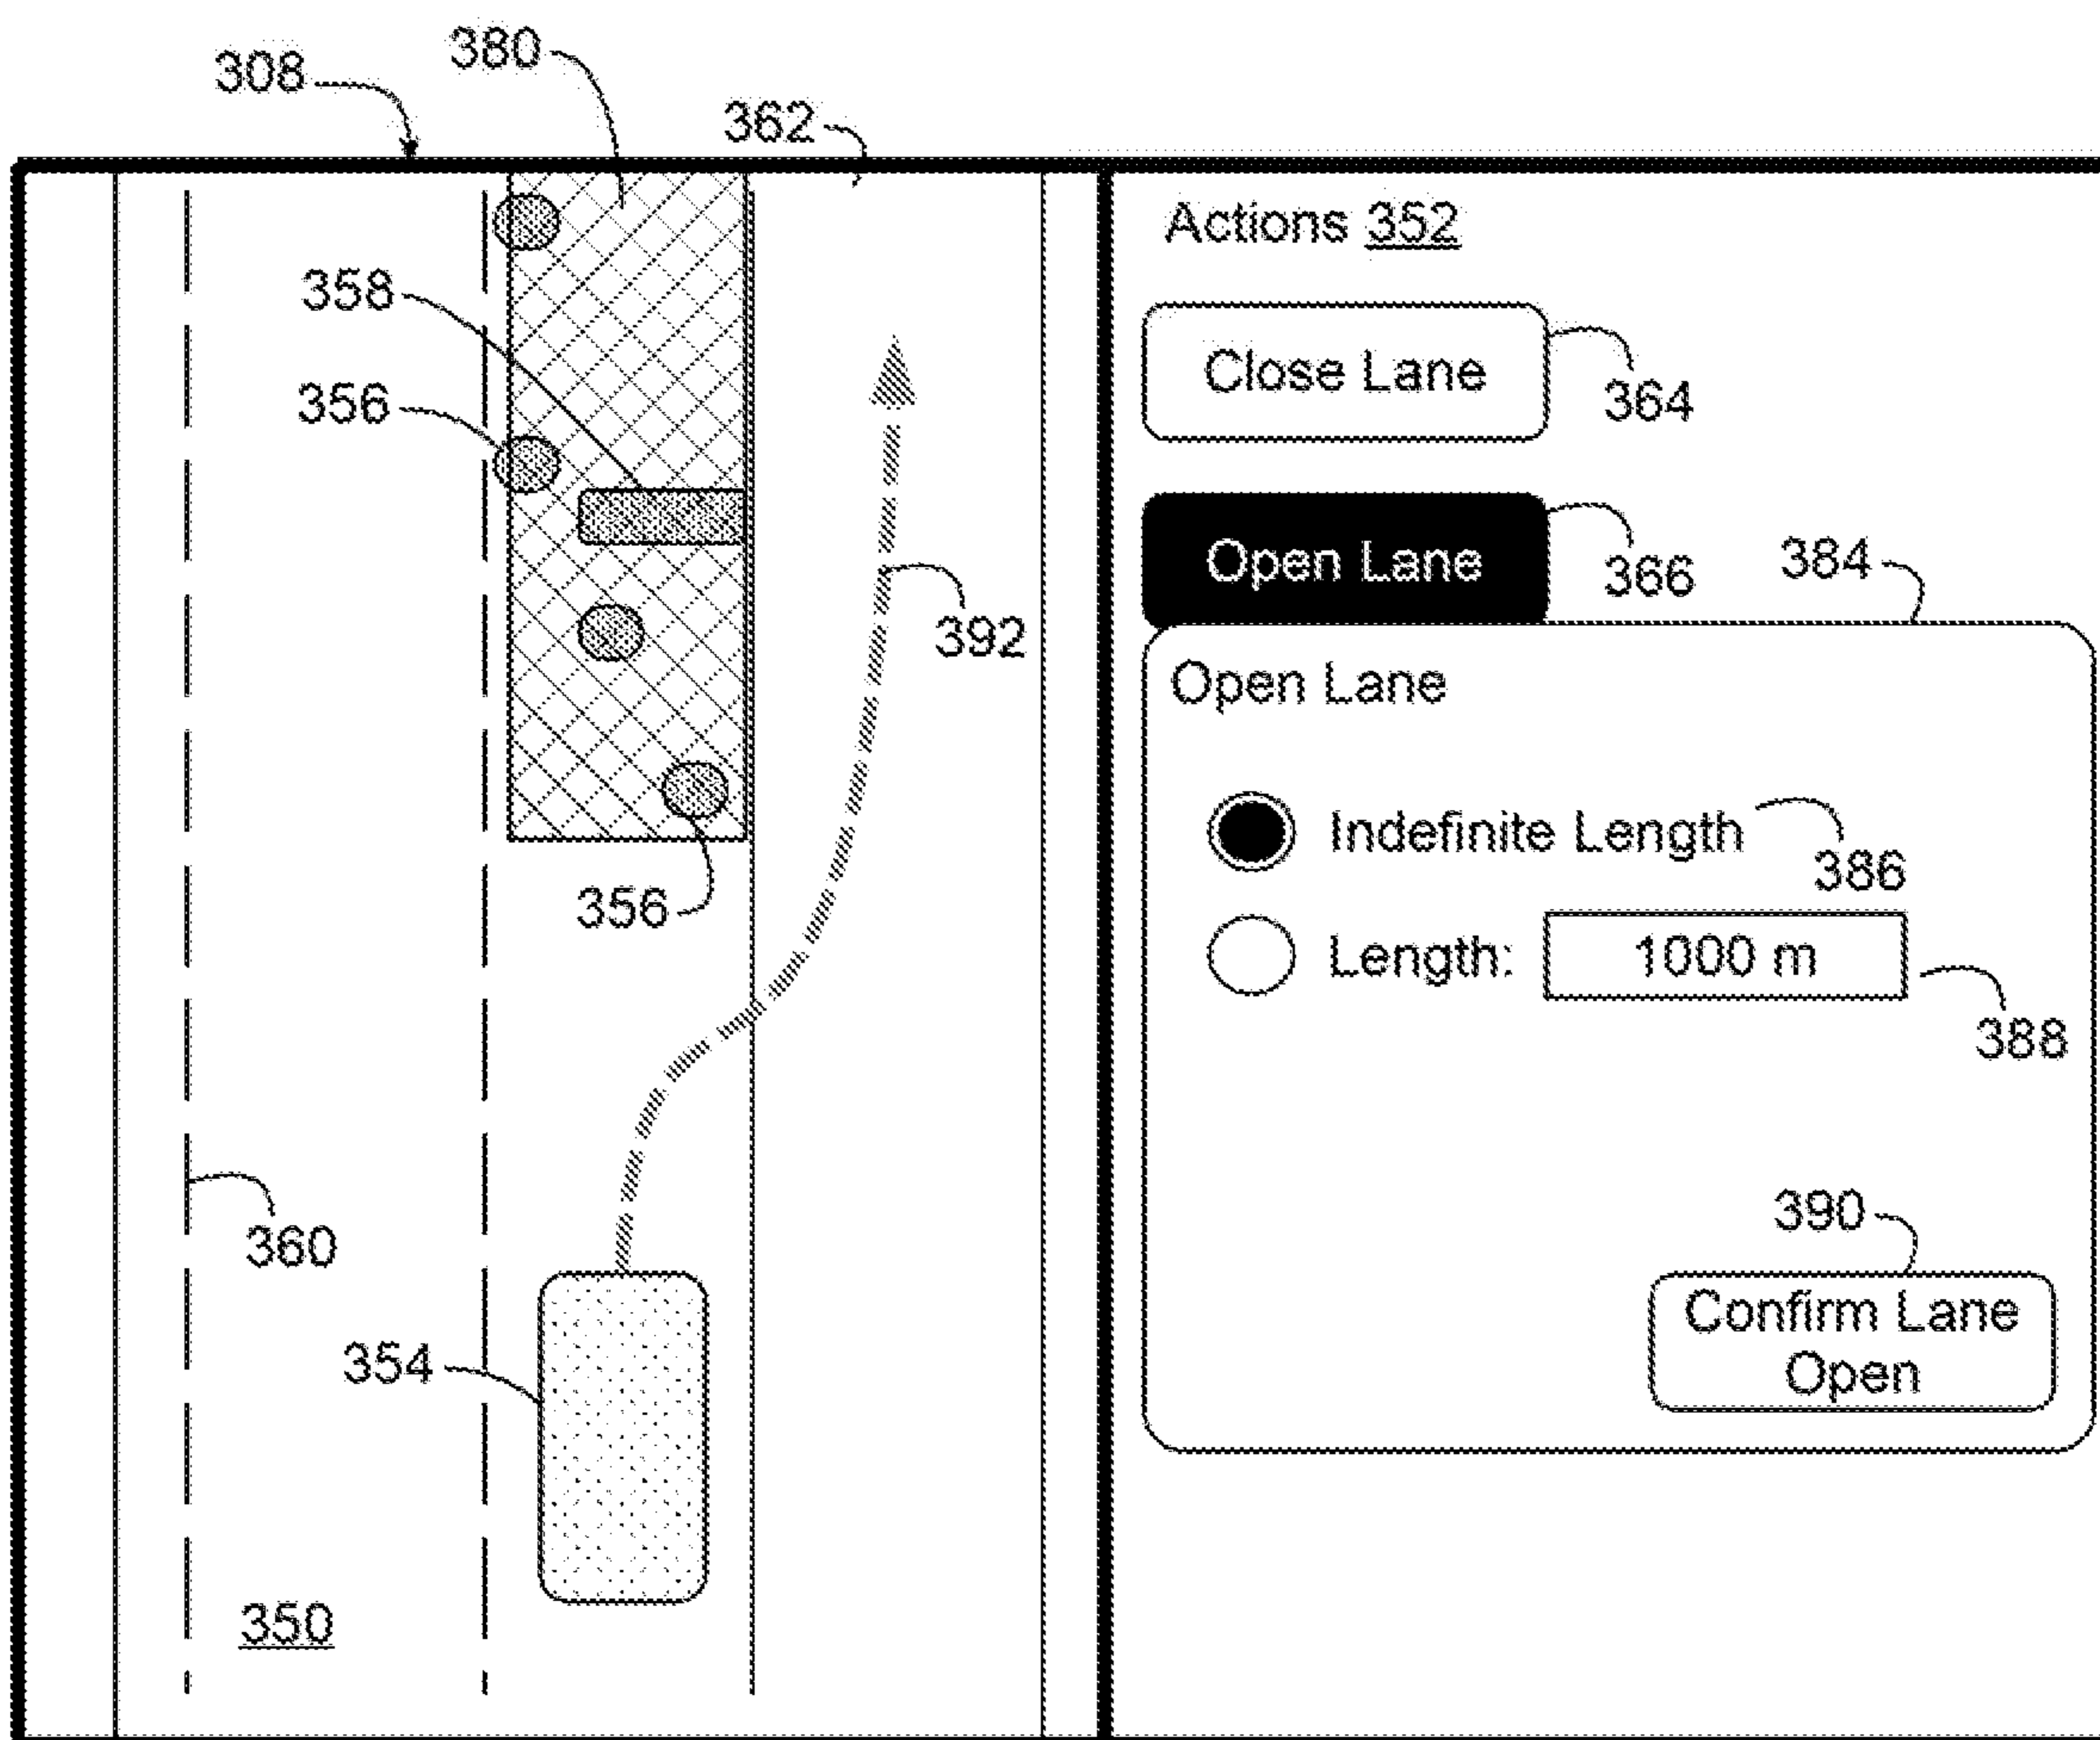 380
308
362
Actions 352
358
Close Lane
364
356
Open Lane
366
384
392
Open Lane
Indefinite Length
386
356
Length: 1000 m
388
390
360
Confirm Lane
Open
354
350